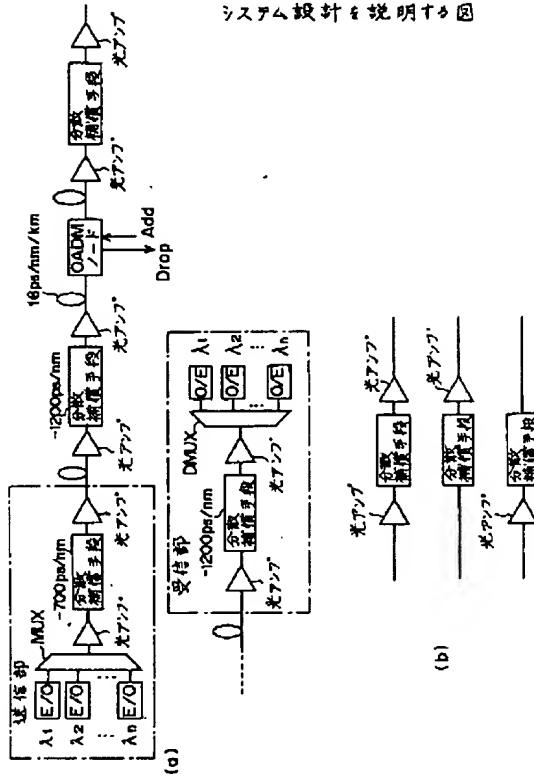 システム設計を説明する図
(a)
送信部
E/O
λ1
E/O
λ2
⋮
E/O
λn
MUX
光アンプ
-700ps/nm
分散
補償手段
光アンプ
光アンプ
-1200ps/nm
分散
補償手段
光アンプ
16ps/nm/km
OADM
ノード
Drop
Add
光アンプ
分散
補償手段
光アンプ
受信部
光アンプ
-1200ps/nm
分散
補償手段
光アンプ
DMUX
O/E
λ1
O/E
λ2
⋮
O/E
λn
(b)
光アンプ
分散
補償手段
光アンプ
分散
補償手段
光アンプ
光アンプ
分散
補償手段